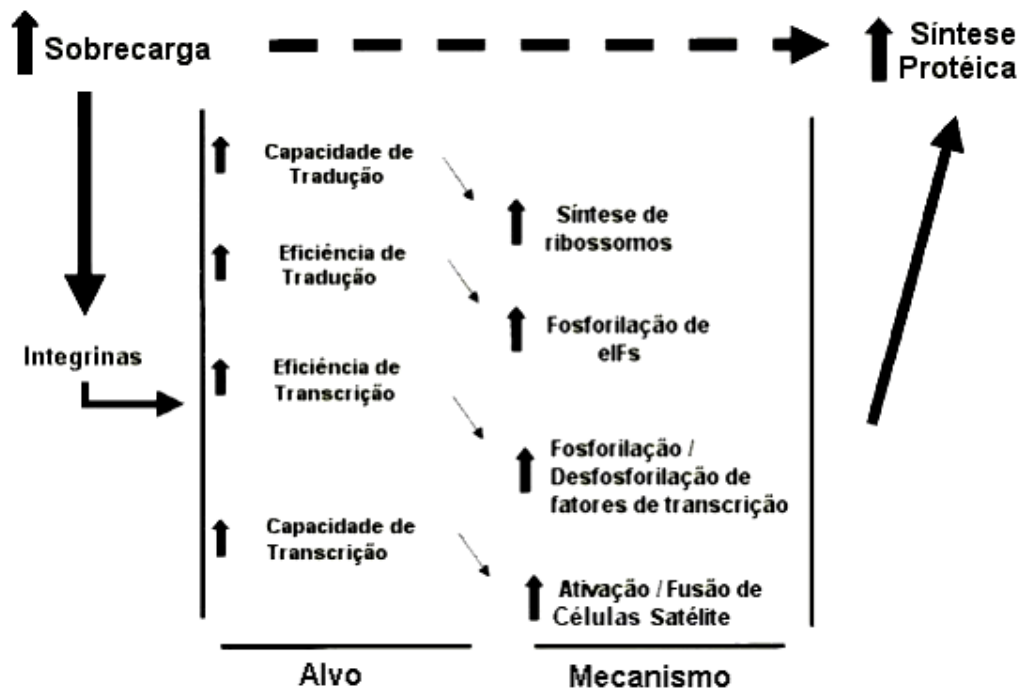 Sobrecarga
Síntese
Protéica
Capacidade de
Tradução
Síntese de
ribossomos
Eficiência de
Tradução
Fosforilação de
eIFs
Integrinas
Eficiência de
Transcrição
Fosforilação /
Desfosforilação de
fatores de transcrição
Capacidade de
Transcrição
Ativação / Fusão de
Células Satélite
Alvo
Mecanismo